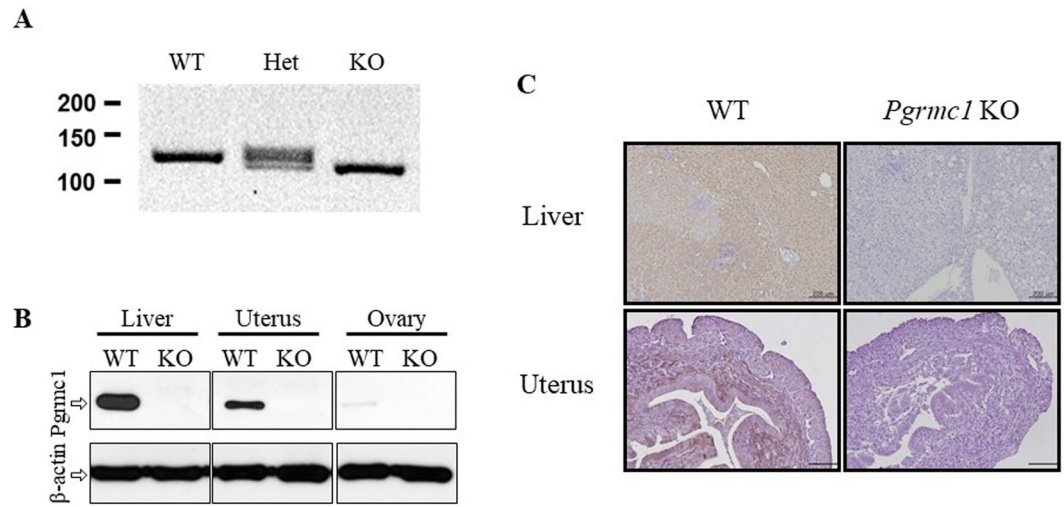 A
WT Het KO
200
150
100
B
Liver Uterus Ovary
WT KO WT KO WT KO
Pgrmc1
β-actin
C
WT Pgrmc1 KO
Liver
Uterus